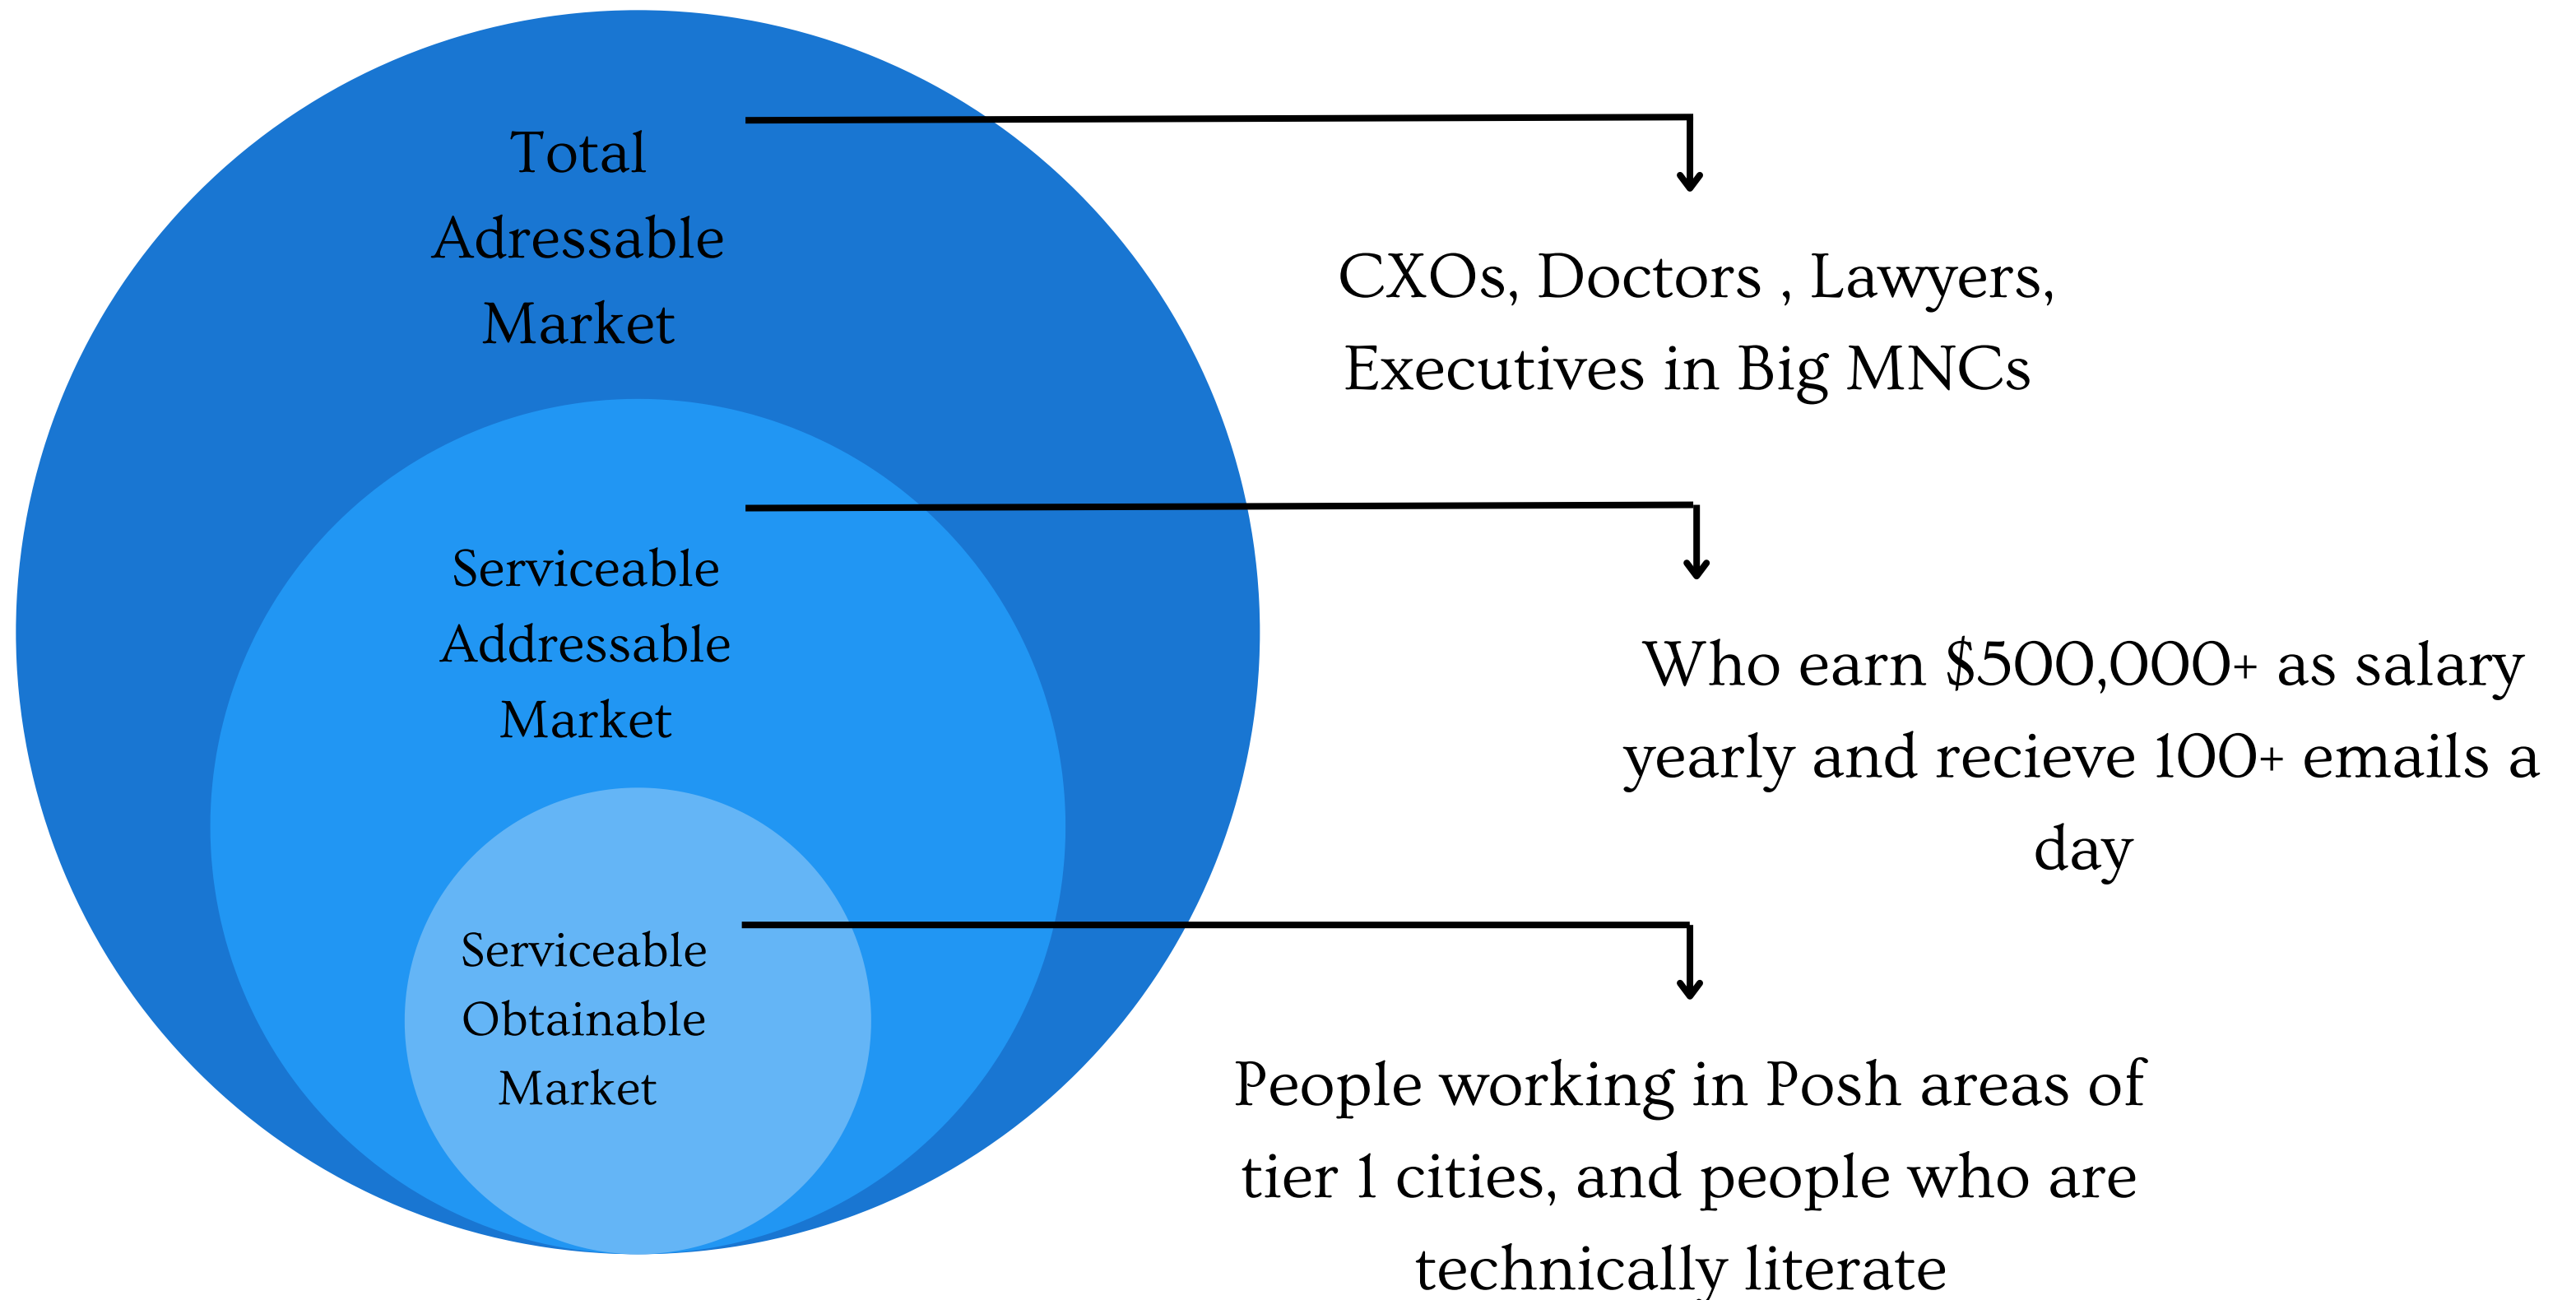 Total
Adressable
Market
CXOs, Doctors , Lawyers,
Executives in Big MNCs
Serviceable
Addressable
Market
Who earn $500,000+ as salary
yearly and recieve 100+ emails a
day
Serviceable
Obtainable
Market
People working in Posh areas of
tier 1 cities, and people who are
technically literate